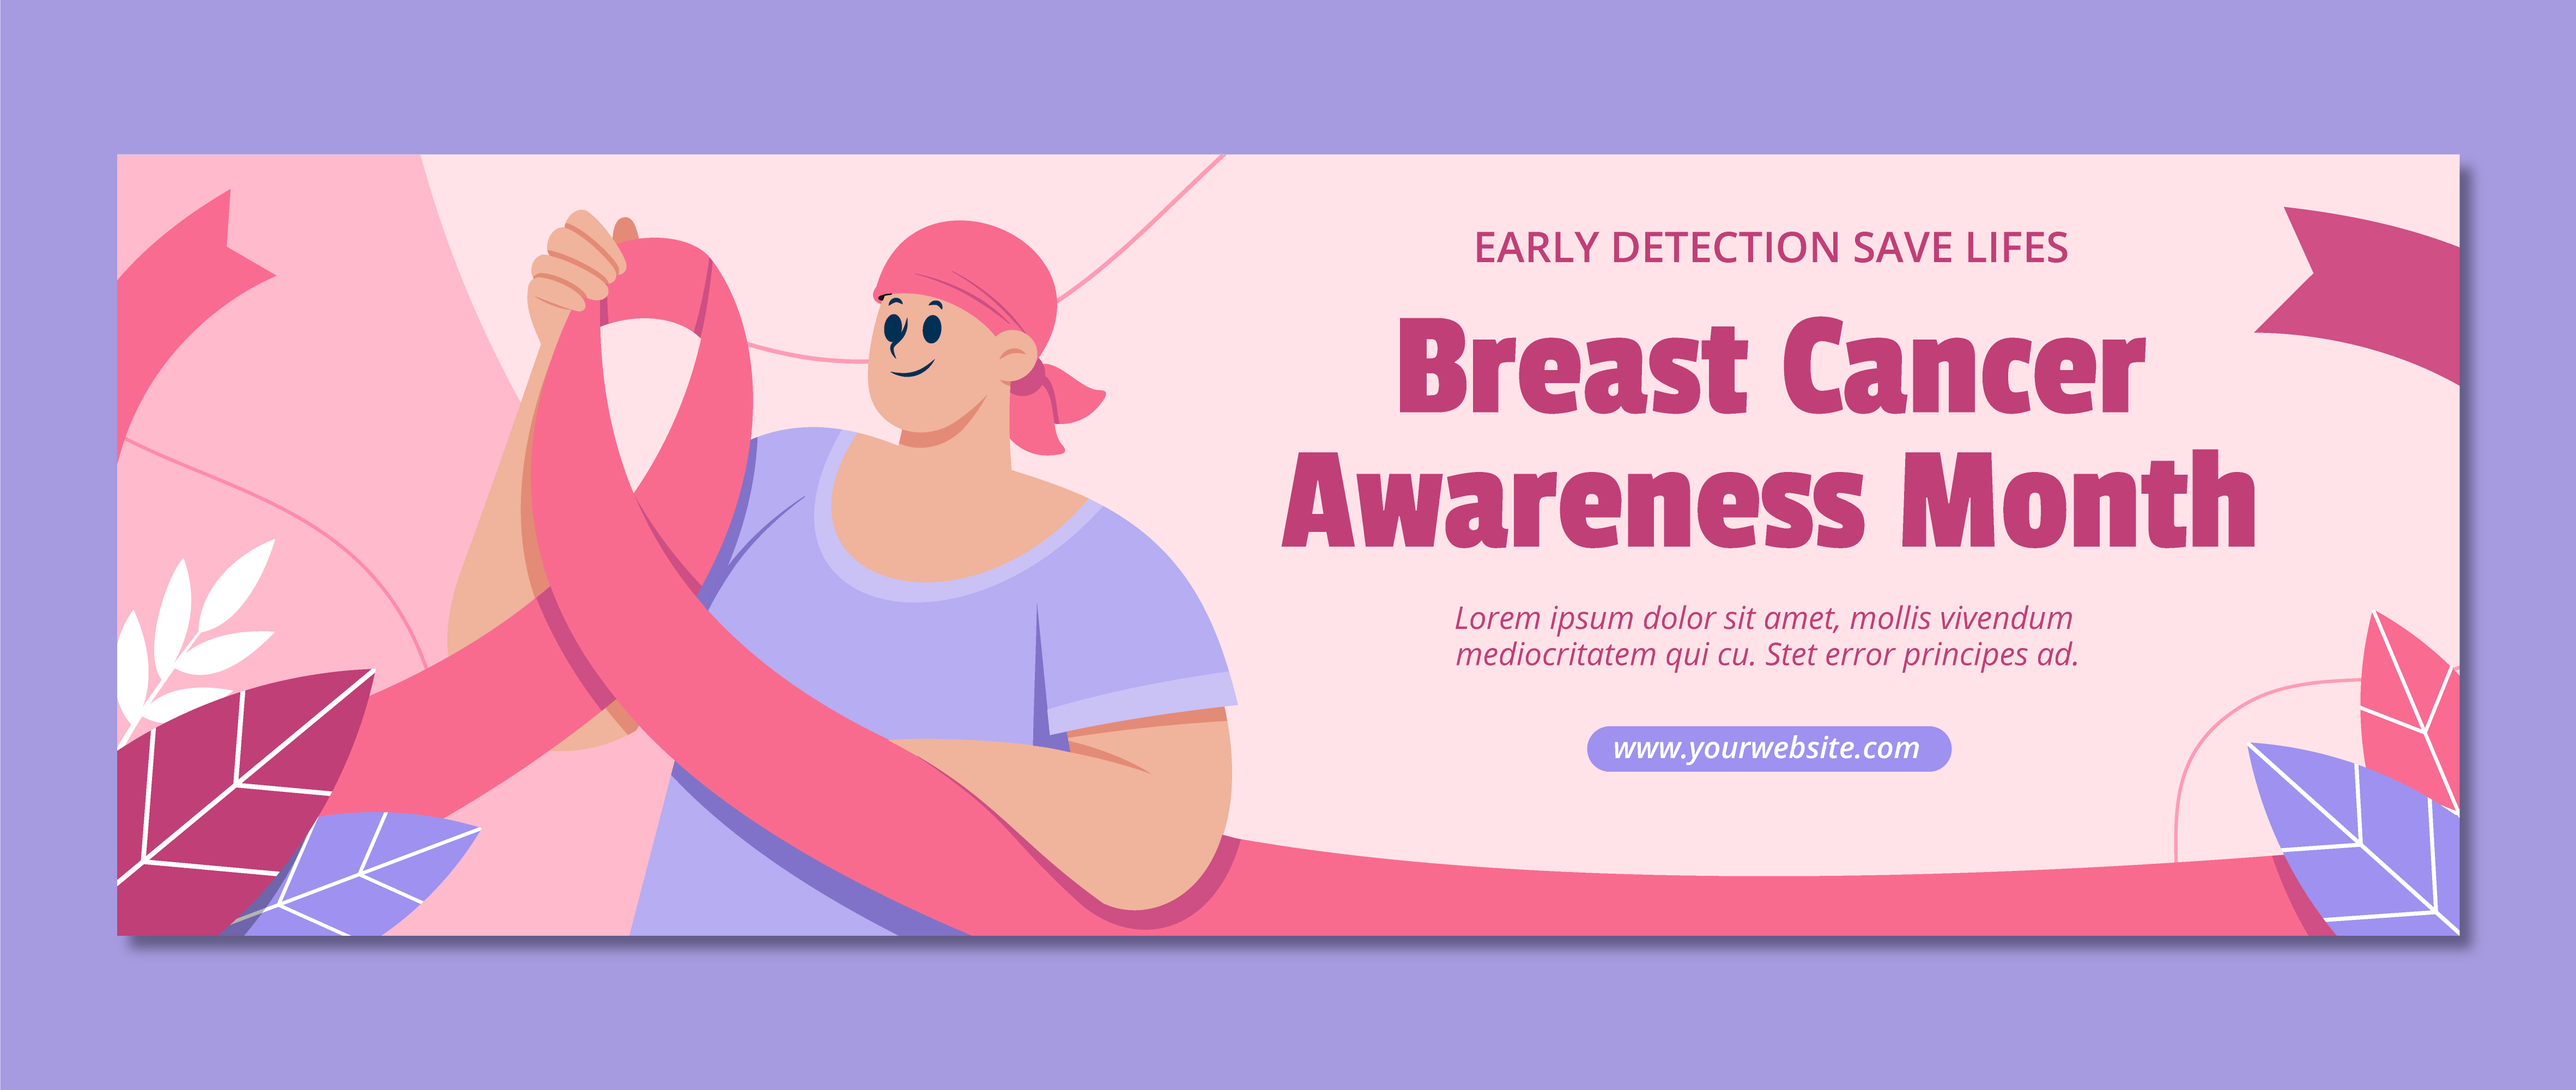 EARLY DETECTION SAVE LIFES
Breast Cancer
Awareness Month
Lorem ipsum dolor sit amet, mollis vivendum
mediocritatem qui cu. Stet error principes ad.
www.yourwebsite.com